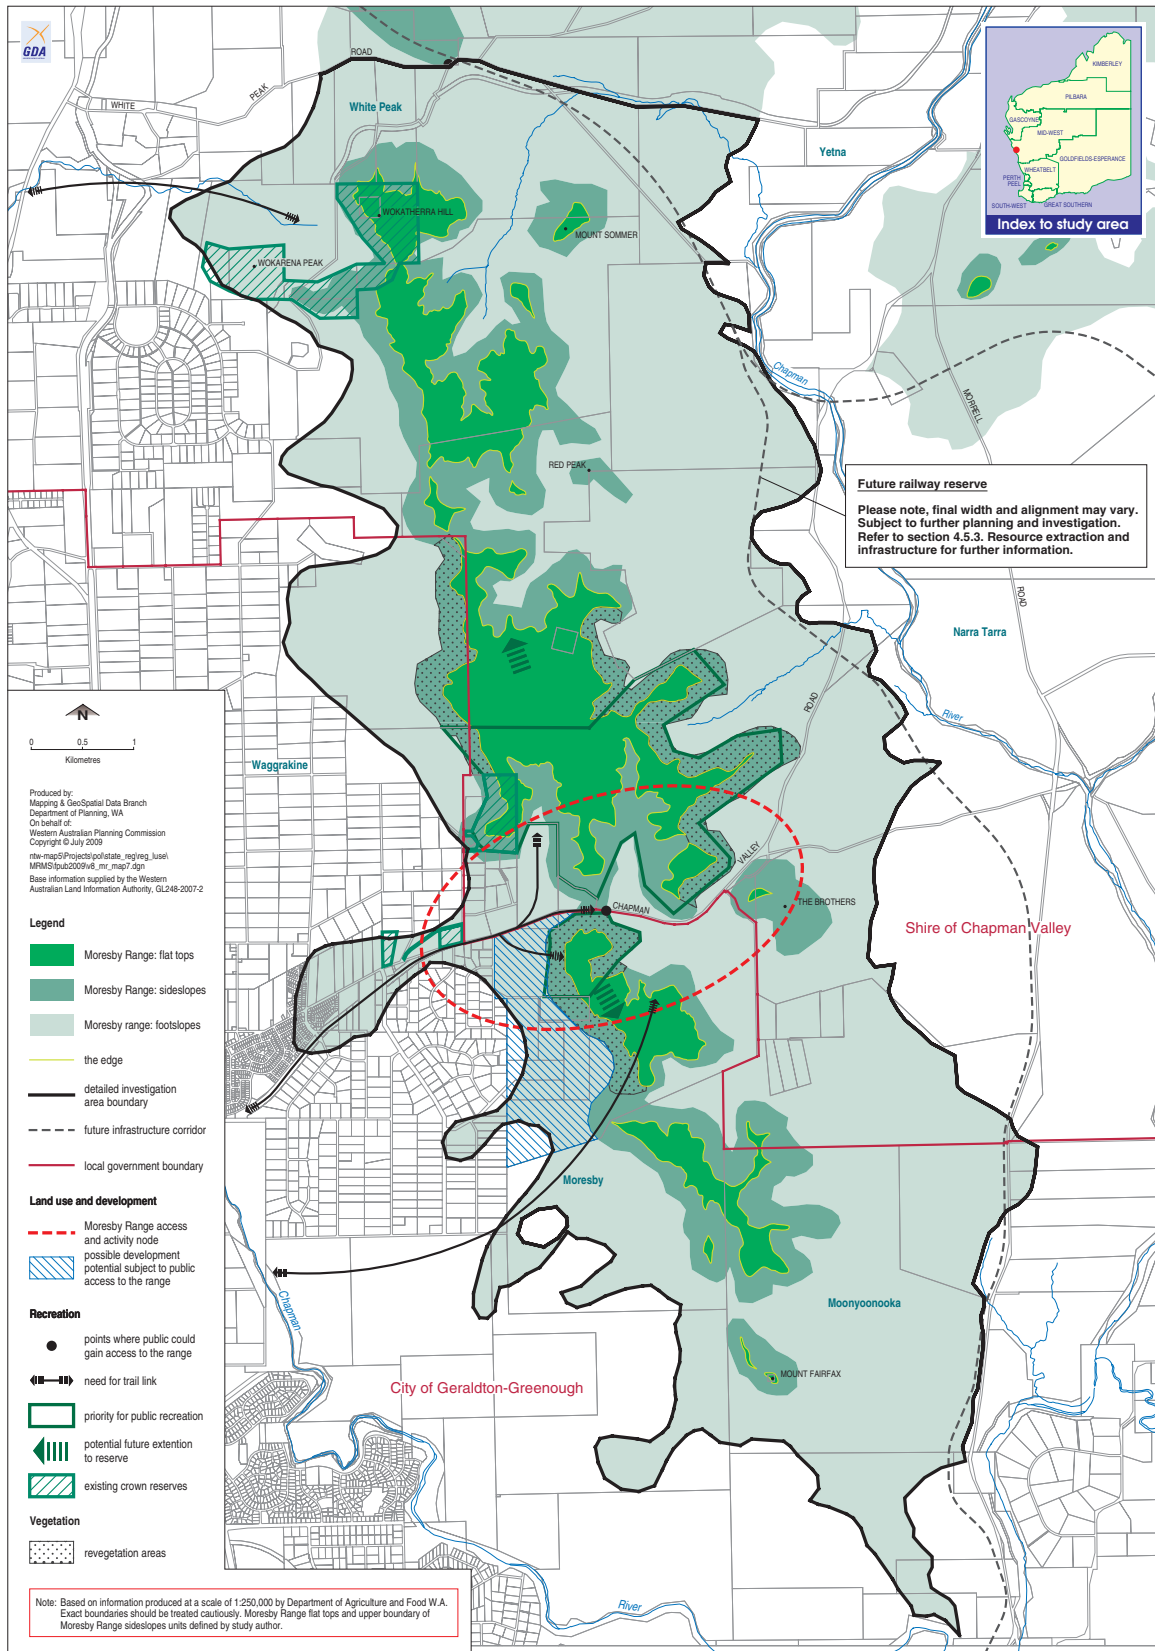 GDA
ROAD
PEAK
WHITE
White Peak
Yetna
KIMBERLEY
PILBARA
GASCOYNE
MID-WEST
GOLDFIELDS-ESPERANCE
WHEATBELT
PERTH
PEEL
SOUTH-WEST
GREAT SOUTHERN
Index to study area
WOKATHERRA HILL
MOUNT SOMMER
WOKARENA PEAK
Chapman
MORRELL
RED PEAK
Future railway reserve
Please note, final width and alignment may vary.
Subject to further planning and investigation.
Refer to section 4.5.3. Resource extraction and
infrastructure for further information.
ROAD
Narra Tarra
ROAD
River
Waggrakine
VALLEY
CHAPMAN
THE BROTHERS
Shire of Chapman Valley
Moresby
Moonyoonooka
MOUNT FAIRFAX
City of Geraldton-Greenough
Chapman
River
N
0 0.5 1
Kilometres
Produced by:
Mapping & GeoSpatial Data Branch
Department of Planning, WA
On behalf of:
Western Australian Planning Commission
Copyright © July 2009
ntw-map5\Projects\pol\state_reg\reg_luse\
MRMS\fpub2009\v8_mr_map7.dgn
Base information supplied by the Western
Australian Land Information Authority, GL248-2007-2
Legend
Moresby Range: flat tops
Moresby Range: sideslopes
Moresby range: footslopes
the edge
detailed investigation
area boundary
future infrastructure corridor
local government boundary
Land use and development
Moresby Range access
and activity node
possible development
potential subject to public
access to the range
Recreation
points where public could
gain access to the range
need for trail link
priority for public recreation
potential future extention
to reserve
existing crown reserves
Vegetation
revegetation areas
Note: Based on information produced at a scale of 1:250,000 by Department of Agriculture and Food W.A.
Exact boundaries should be treated cautiously. Moresby Range flat tops and upper boundary of
Moresby Range sideslopes units defined by study author.